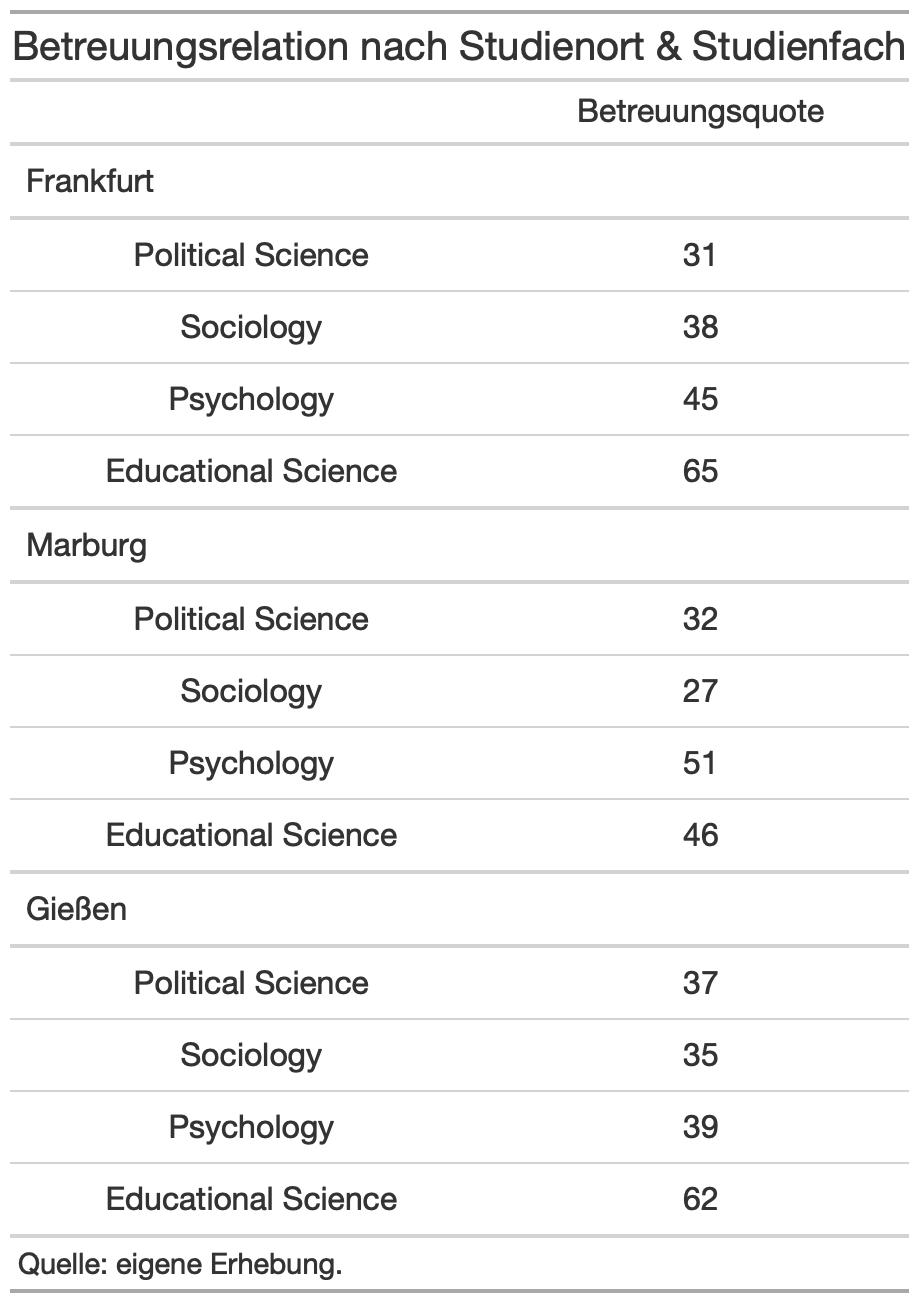 Betreuungsrelation nach Studienort & Studienfach
Betreuungsquote
Frankfurt
Political Science 31
Sociology 38
Psychology 45
Educational Science 65
Marburg
Political Science 32
Sociology 27
Psychology 51
Educational Science 46
Gießen
Political Science 37
Sociology 35
Psychology 39
Educational Science 62
Quelle: eigene Erhebung.